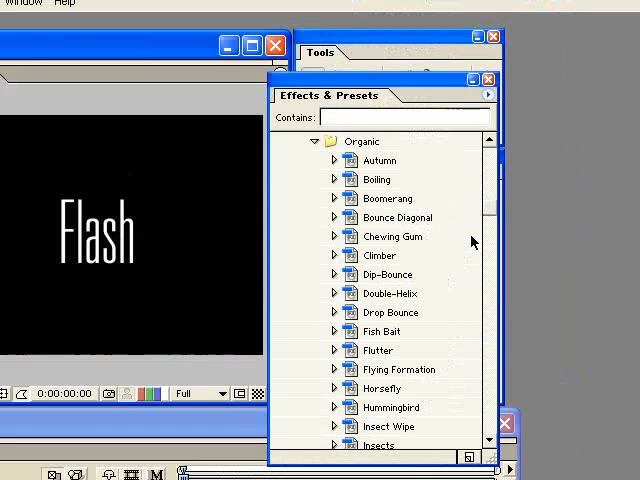 Window Help
Tools
Effects & Presets
Contains:
Organic
Autumn
Boiling
Boomerang
Bounce Diagonal
Chewing Gum
Climber
Dip-Bounce
Double-Helix
Drop Bounce
Fish Bait
Flutter
Flying Formation
Horsefly
Hummingbird
Insect Wipe
Insects
Flash
0:00:00:00
Full
M